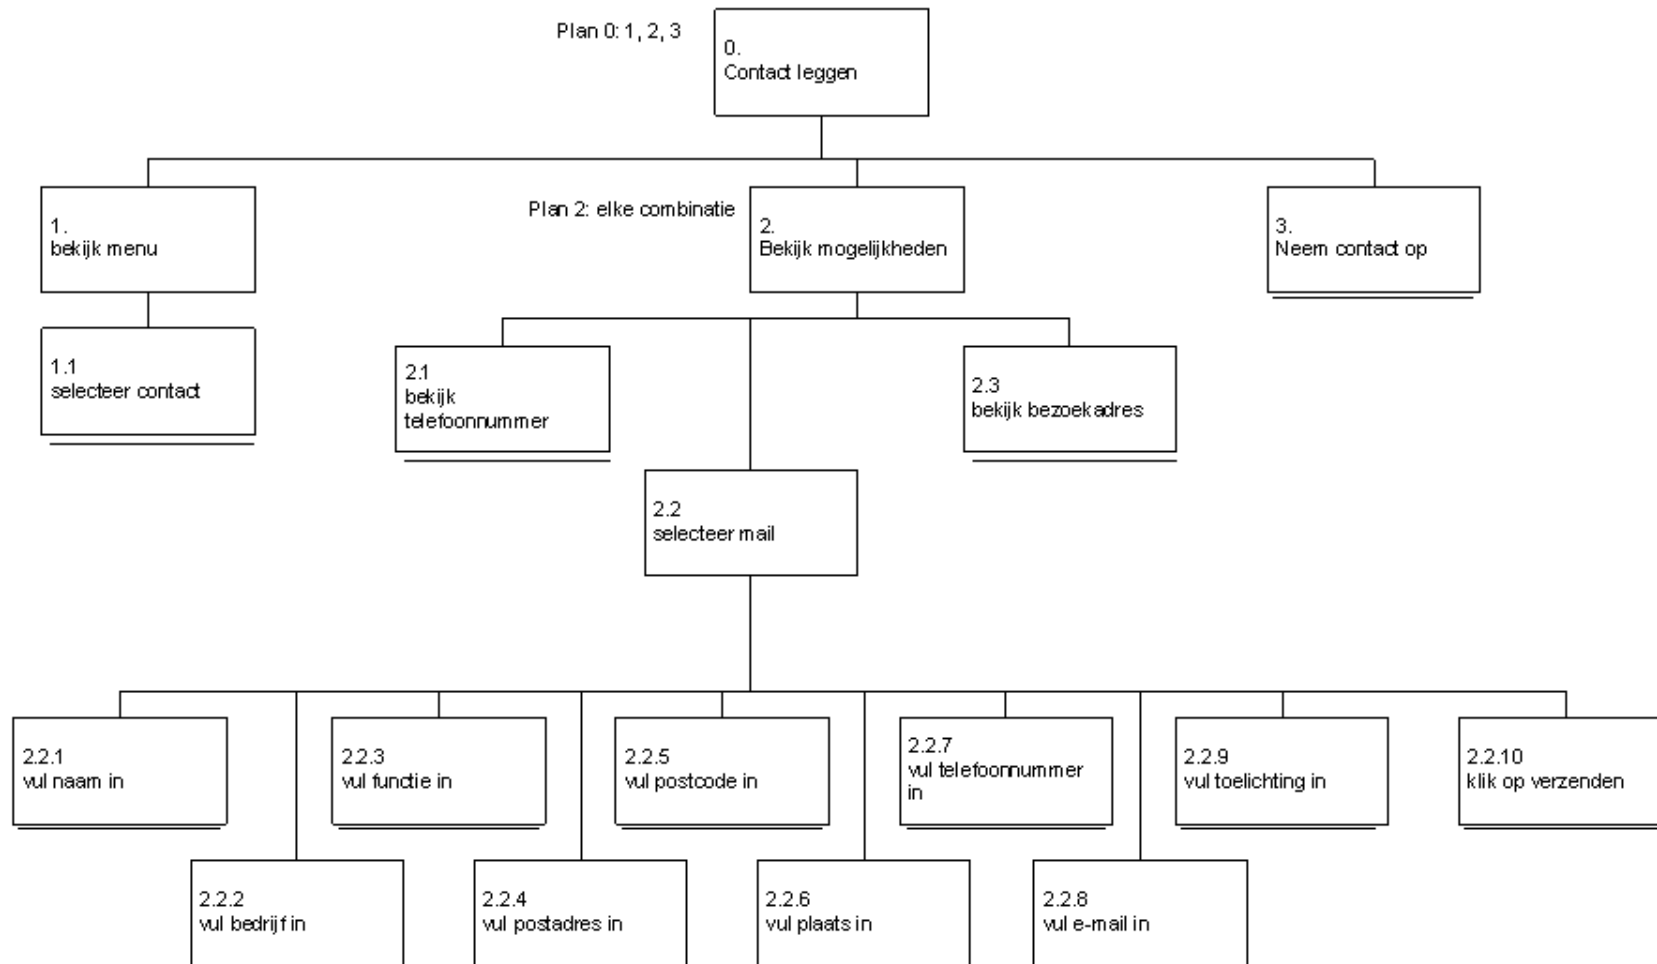 Plan 0: 1, 2, 3
0.
Contact leggen
1.
bekijk menu
Plan 2: elke combinatie
2.
Bekijk mogelijkheden
3.
Neem contact op
1.1
selecteer contact
2.1
bekijk
telefoonnummer
2.3
bekijk bezoekadres
2.2
selecteer mail
2.2.1
vul naam in
2.2.3
vul functie in
2.2.5
vul postcode in
2.2.7
vul telefoonnummer
in
2.2.9
vul toelichting in
2.2.10
klik op verzenden
2.2.2
vul bedrijf in
2.2.4
vul postadres in
2.2.6
vul plaats in
2.2.8
vul e-mail in